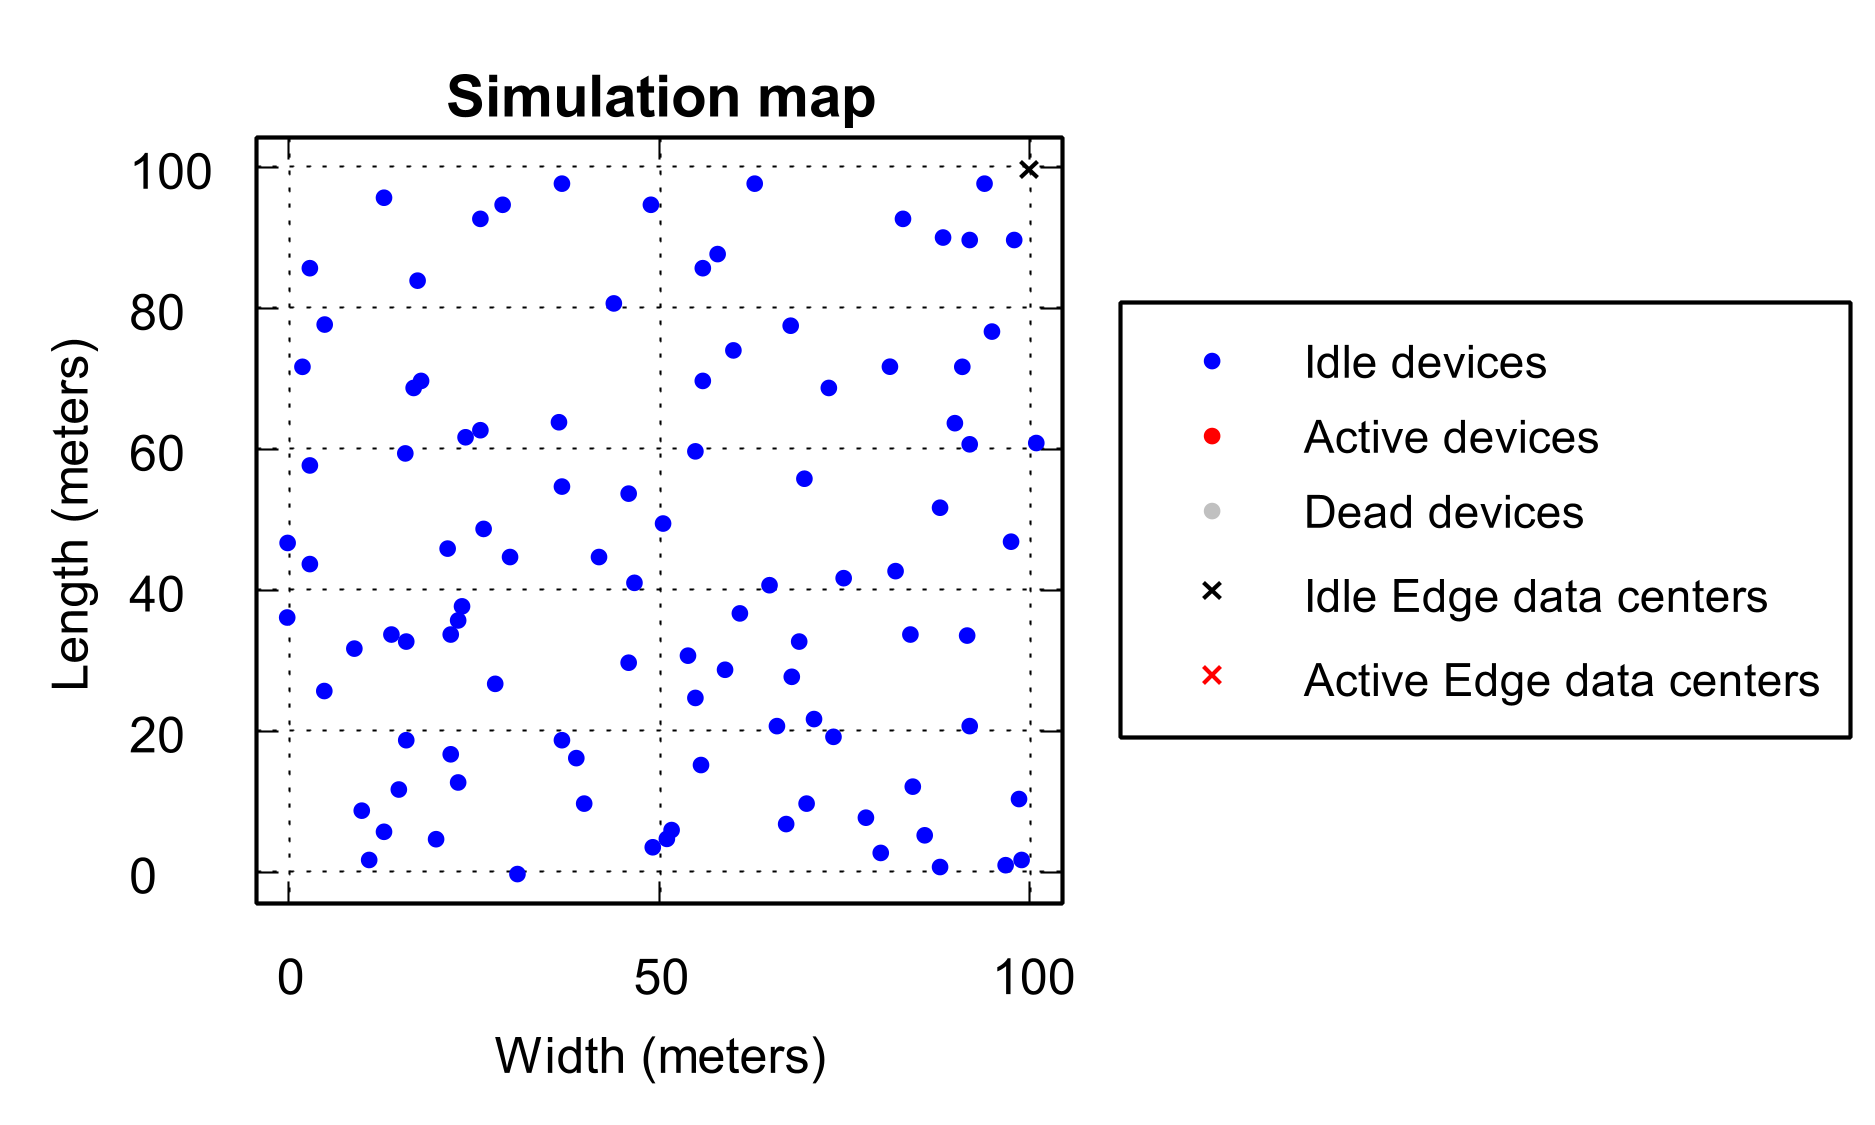 Simulation map
100
80
60
40
20
0
Length (meters)
0 50 100
Width (meters)
Idle devices
Active devices
Dead devices
Idle Edge data centers
Active Edge data centers